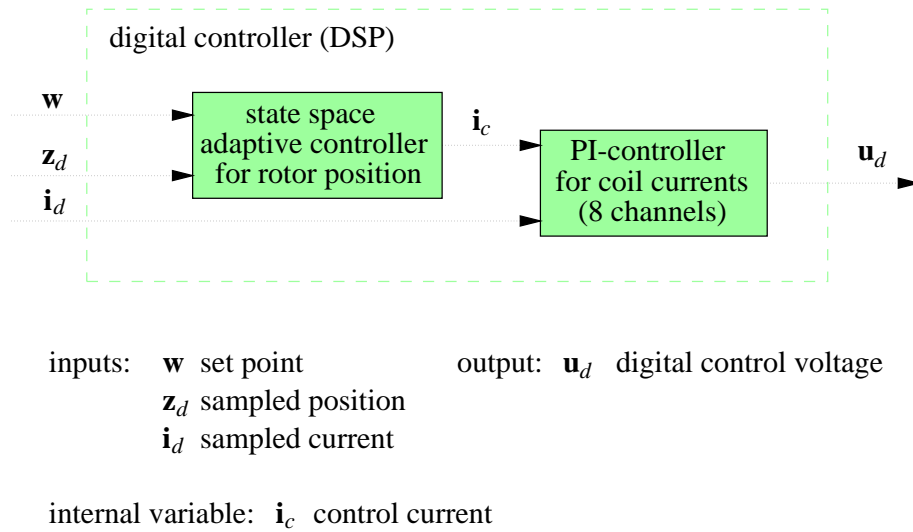 digital controller (DSP)
w
z_d
i_d
state space
adaptive controller
for rotor position
i_c
PI-controller
for coil currents
(8 channels)
u_d
inputs: w set point output: u_d digital control voltage
z_d sampled position
i_d sampled current
internal variable: i_c control current